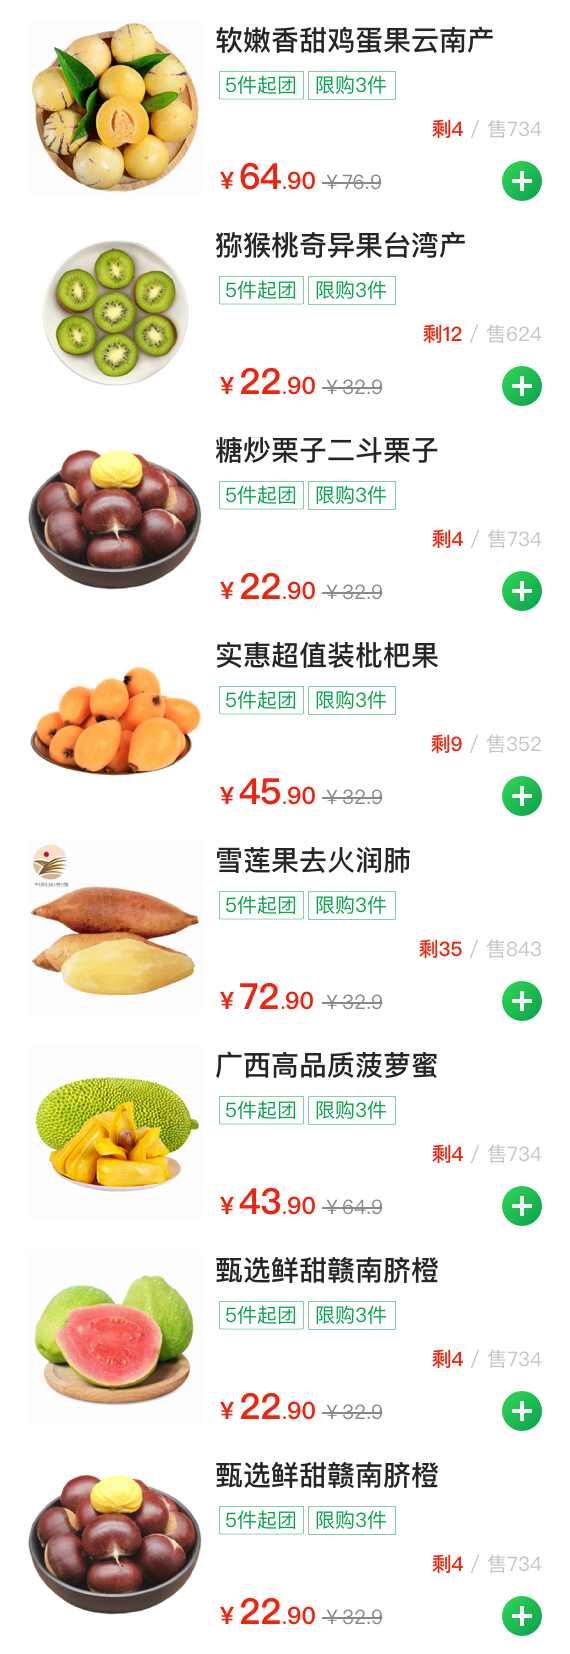 软嫩香甜鸡蛋果云南产
5件起团 限购3件
剩4 / 售734
¥64.90 ¥76.9
猕猴桃奇异果台湾产
5件起团 限购3件
剩12 / 售624
¥22.90 ¥32.9
糖炒栗子二斗栗子
5件起团 限购3件
剩4 / 售734
¥22.90 ¥32.9
实惠超值装枇杷果
5件起团 限购3件
剩9 / 售352
¥45.90 ¥32.9
雪莲果去火润肺
5件起团 限购3件
剩35 / 售843
¥72.90 ¥32.9
广西高品质菠萝蜜
5件起团 限购3件
剩4 / 售734
¥43.90 ¥64.9
甄选鲜甜赣南脐橙
5件起团 限购3件
剩4 / 售734
¥22.90 ¥32.9
甄选鲜甜赣南脐橙
5件起团 限购3件
剩4 / 售734
¥22.90 ¥32.9